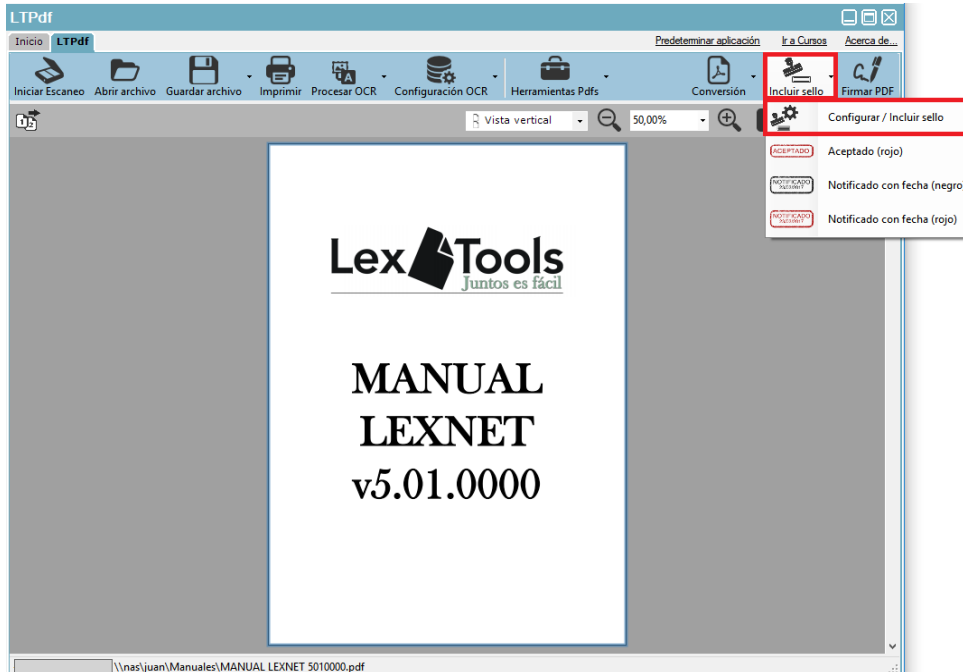 LTPdf
Inicio LTPdf Predeterminar aplicación Ir a Cursos Acerca de...
Iniciar Escaneo Abrir archivo Guardar archivo Imprimir Procesar OCR Configuración OCR Herramientas Pdfs Conversión Incluir sello Firmar PDF
Vista vertical 50,00%
Configurar / Incluir sello
ACEPTADO Aceptado (rojo)
NOTIFICADO Notificado con fecha (negro)
NOTIFICADO Notificado con fecha (rojo)
Lex Tools
Juntos es fácil
MANUAL
LEXNET
v5.01.0000
\\nas\juan\Manuales\MANUAL LEXNET 5010000.pdf